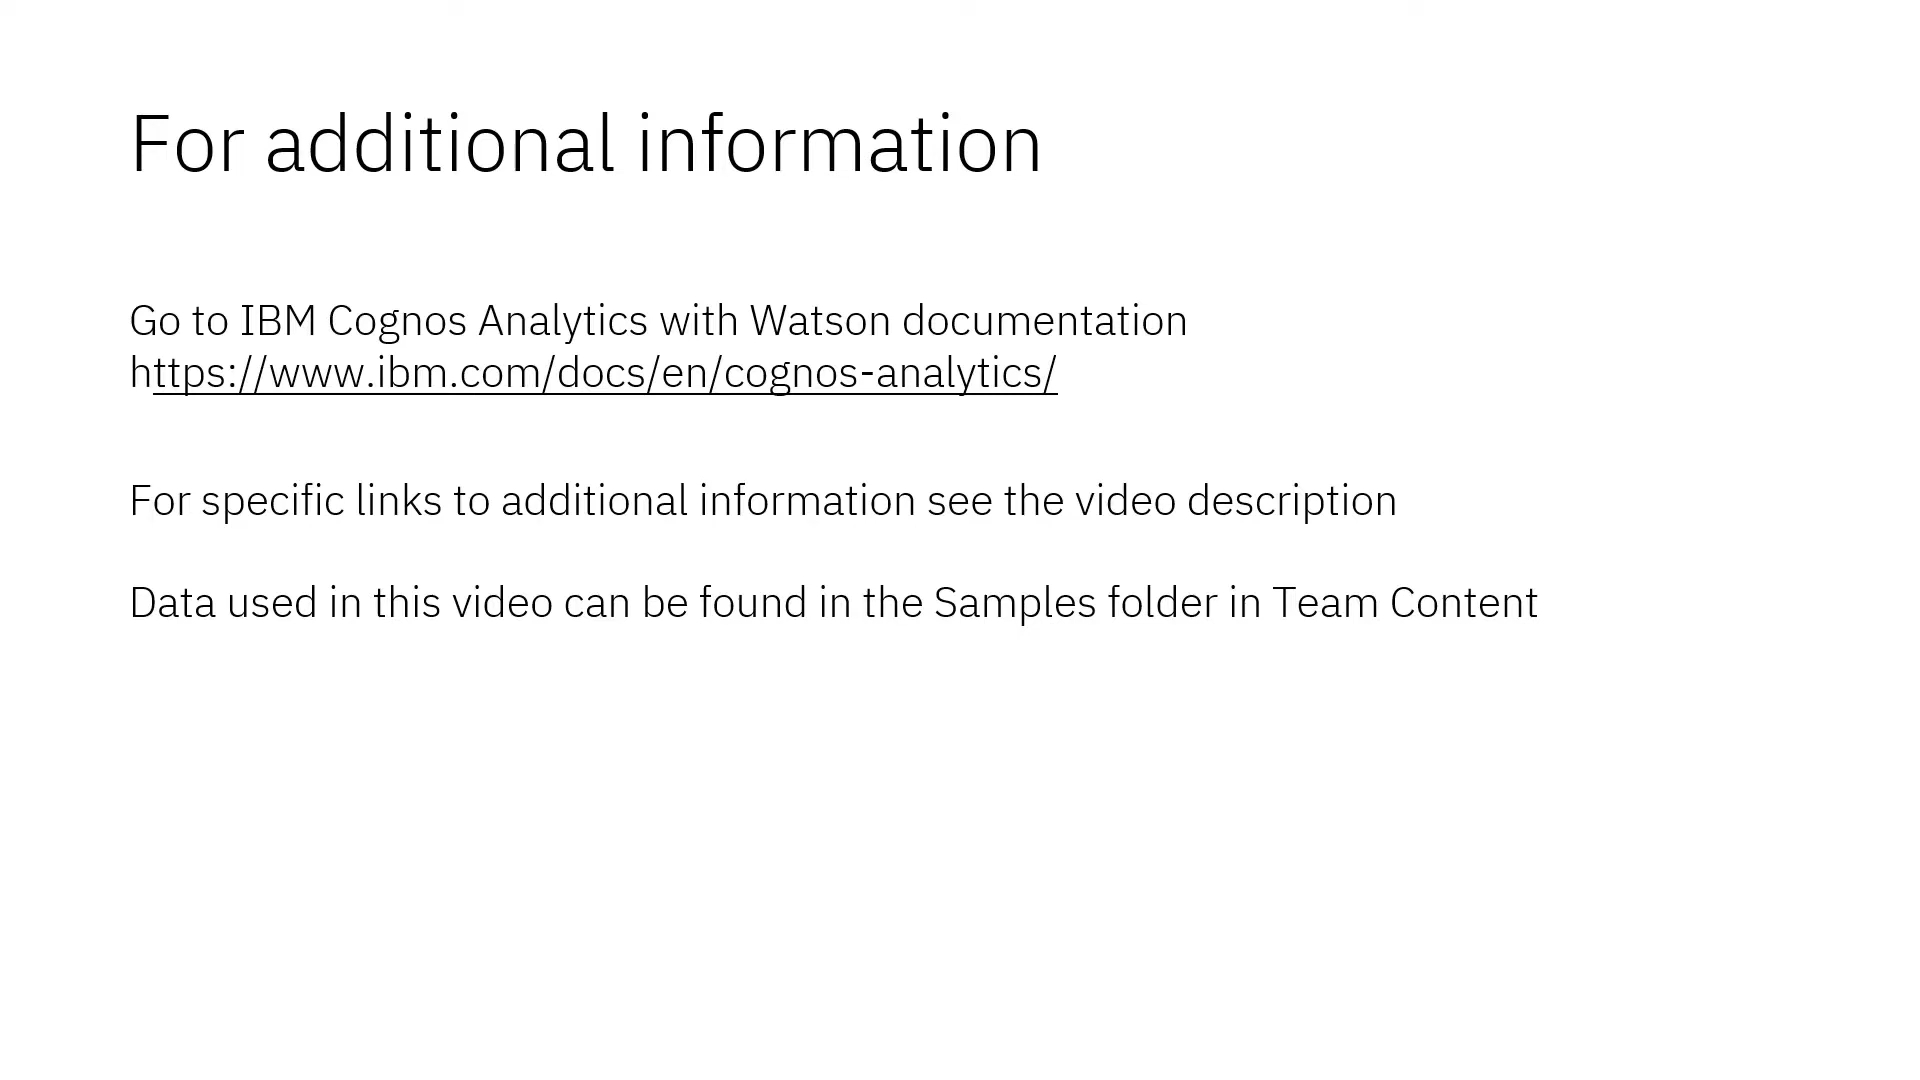 For additional information
Go to IBM Cognos Analytics with Watson documentation
https://www.ibm.com/docs/en/cognos-analytics/
For specific links to additional information see the video description
Data used in this video can be found in the Samples folder in Team Content